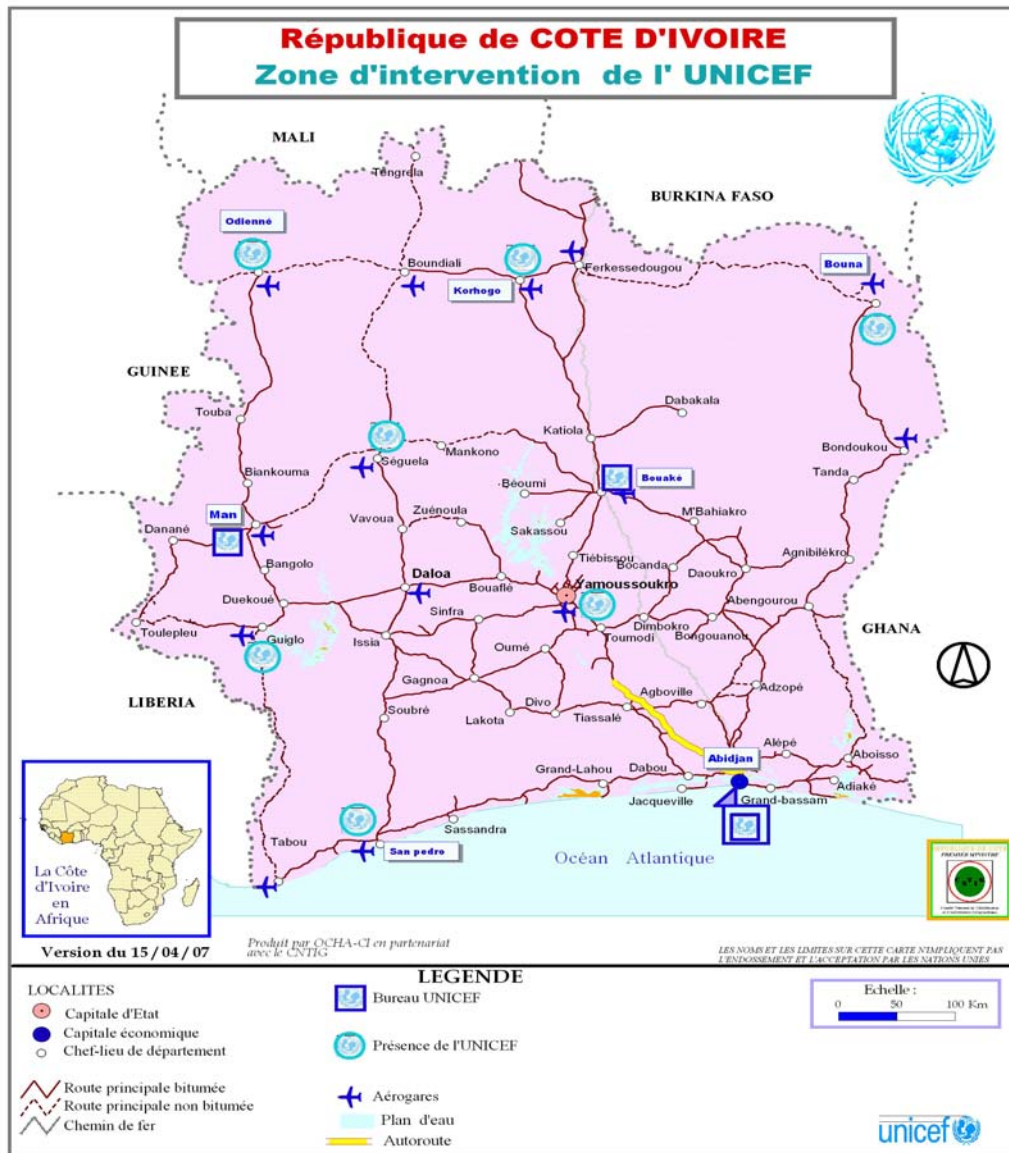 République de COTE D'IVOIRE
Zone d'intervention de l' UNICEF
MALI
BURKINA FASO
Téngrela
Odienné
Boundiali
Korhogo
Ferkessedougou
Bouna
GUINEE
Touba
Dabakala
Katiola
Mankono
Séguela
Bondoukou
Biankouma
Béoumi
Bouaké
Tanda
Man
Danané
Vavoua
Zuénoula
Sakassou
M'Bahiakro
Bangolo
Tiébissou
Bocanda
Daoukro
Agnibilékro
Daloa
Bouaflé
Yamoussoukro
Duekoué
Sinfra
Abengourou
Toulepleu
Guiglo
Issia
Oumé
Toumodi
Dimbokro
Bongouanou
GHANA
LIBERIA
Gagnoa
Agboville
Adzopé
Soubré
Lakota
Divo
Tiassalé
Abidjan
Alépé
Aboisso
Grand-Lahou
Dabou
Adiaké
Jacqueville
Grand-bassam
Sassandra
Tabou
San pedro
Océan Atlantique
La Côte
d'Ivoire
en
Afrique
PREMIER MINISTRE
Version du 15 / 04 / 07
Produit par OCHA-CI en partenariat
avec le CNTIG
LES NOMS ET LES LIMITES SUR CETTE CARTE N'IMPLIQUENT PAS
L'ENDOSSEMENT ET L'ACCEPTATION PAR LES NATIONS UNIES
LEGENDE
LOCALITES
Capitale d'Etat
Capitale économique
Chef-lieu de département
Route principale bitumée
Route principale non bitumée
Chemin de fer
Bureau UNICEF
Présence de l'UNICEF
Aérogares
Plan d'eau
Autoroute
Echelle :
0 50 100 Km
unicef